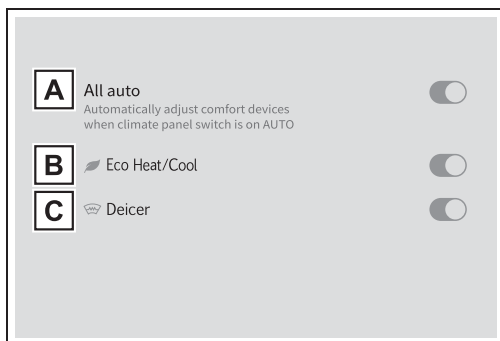 A
All auto
Automatically adjust comfort devices
when climate panel switch is on AUTO
B
Eco Heat/Cool
C
Deicer